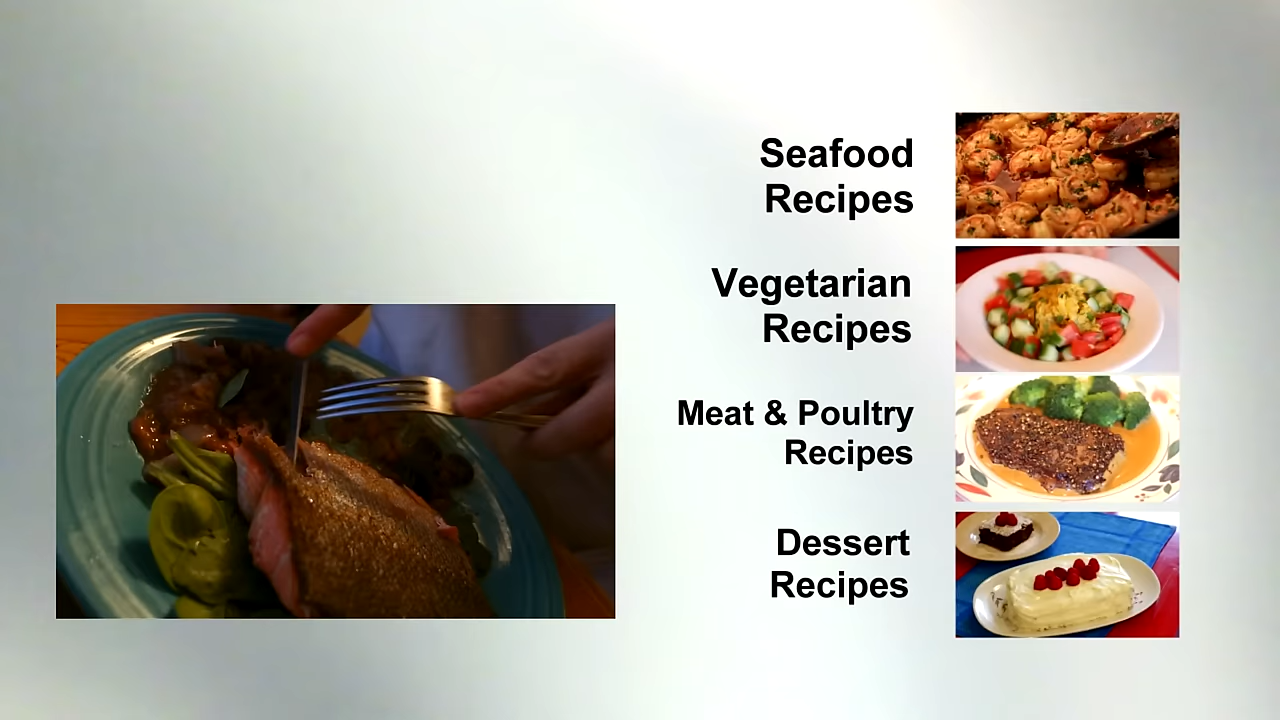 Seafood
Recipes
Vegetarian
Recipes
Meat & Poultry
Recipes
Dessert
Recipes